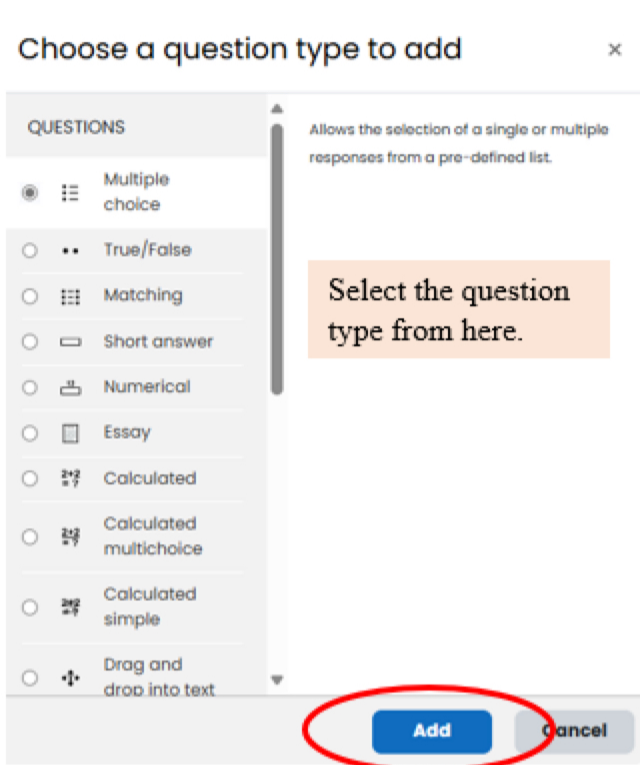 Choose a question type to add ×
QUESTIONS
Multiple
choice
True/False
Matching
Short answer
Numerical
Essay
Calculated
Calculated
multichoice
Calculated
simple
Drag and
drop into text
Allows the selection of a single or multiple
responses from a pre-defined list.
Select the question
type from here.
Add
Cancel